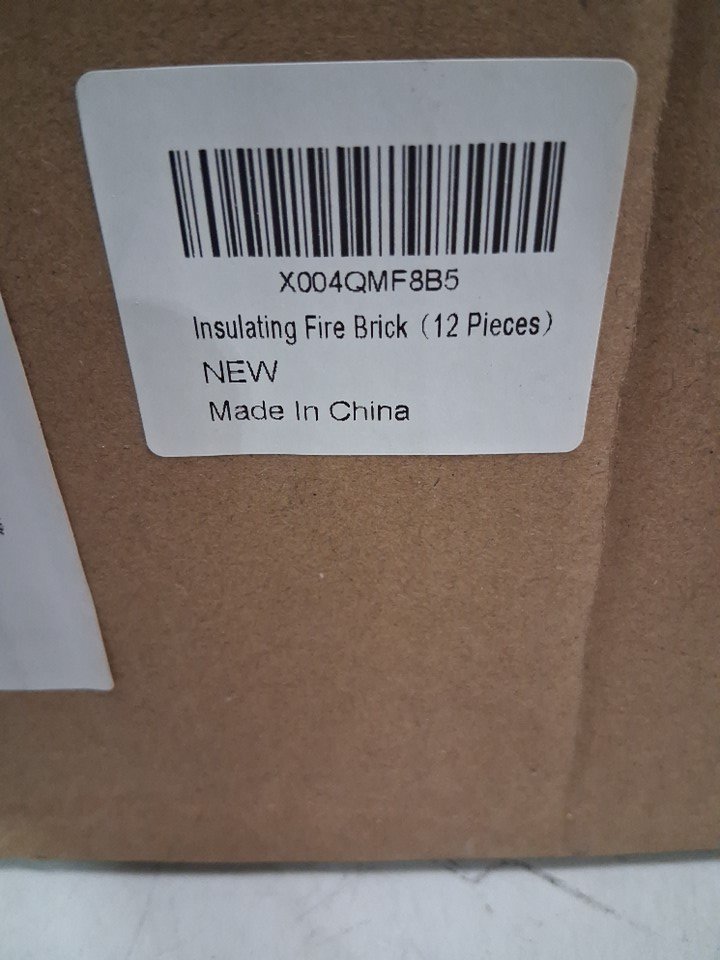 X004QMF8B5
Insulating Fire Brick（12 Pieces）
NEW
Made In China